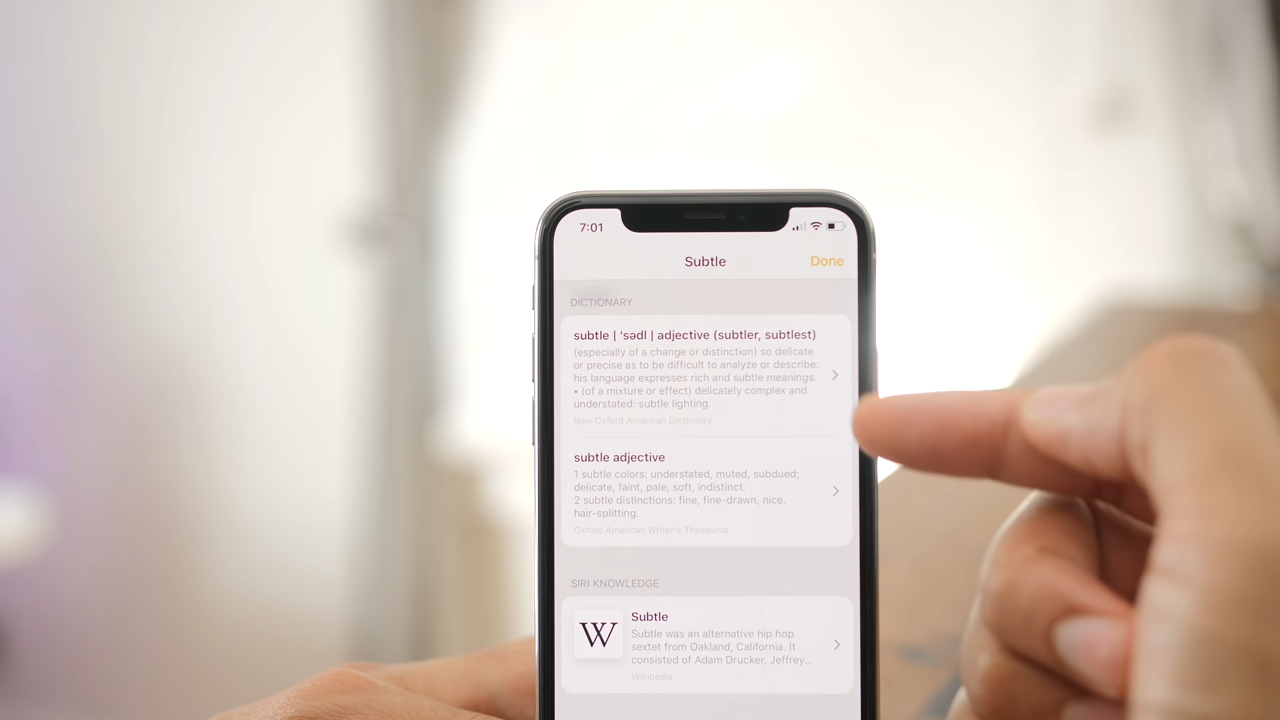 7:01
Subtle
Done
DICTIONARY
subtle | ˈsədl | adjective (subtler, subtlest)
(especially of a change or distinction) so delicate
or precise as to be difficult to analyze or describe:
his language expresses rich and subtle meanings.
• (of a mixture or effect) delicately complex and
understated: subtle lighting.
New Oxford American Dictionary
subtle adjective
1 subtle colors: understated, muted, subdued;
delicate, faint, pale, soft, indistinct.
2 subtle distinctions: fine, fine-drawn, nice,
hair-splitting.
Oxford American Writer's Thesaurus
SIRI KNOWLEDGE
W
Subtle
Subtle was an alternative hip hop
sextet from Oakland, California. It
consisted of Adam Drucker, Jeffrey...
Wikipedia